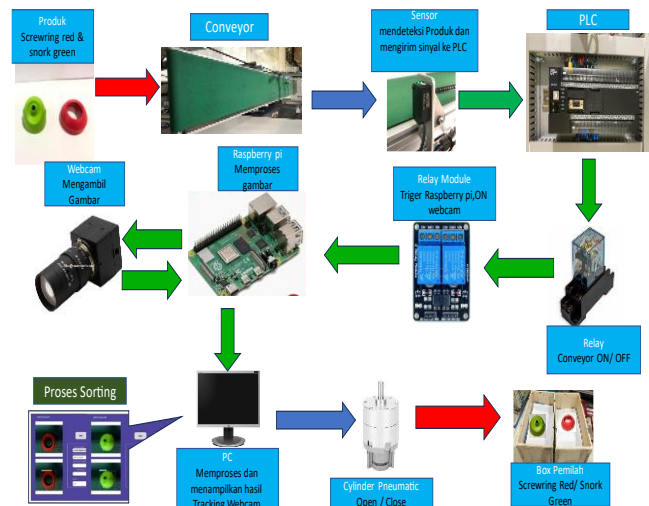 Produk
Screwring red &
snork green
Conveyor
Sensor
mendeteksi Produk dan
mengirim sinyal ke PLC
PLC
Webcam
Mengambil
Gambar
Raspberry pi
Memproses
gambar
Relay Module
Triger Raspberry pi,ON
webcam
Relay
Conveyor ON/ OFF
Proses Sorting
PC
Memproses dan
menampilkan hasil
Tracking Webcam
Cylinder Pneumatic
Open / Close
Box Pemilah
Screwring Red/ Snork
Green